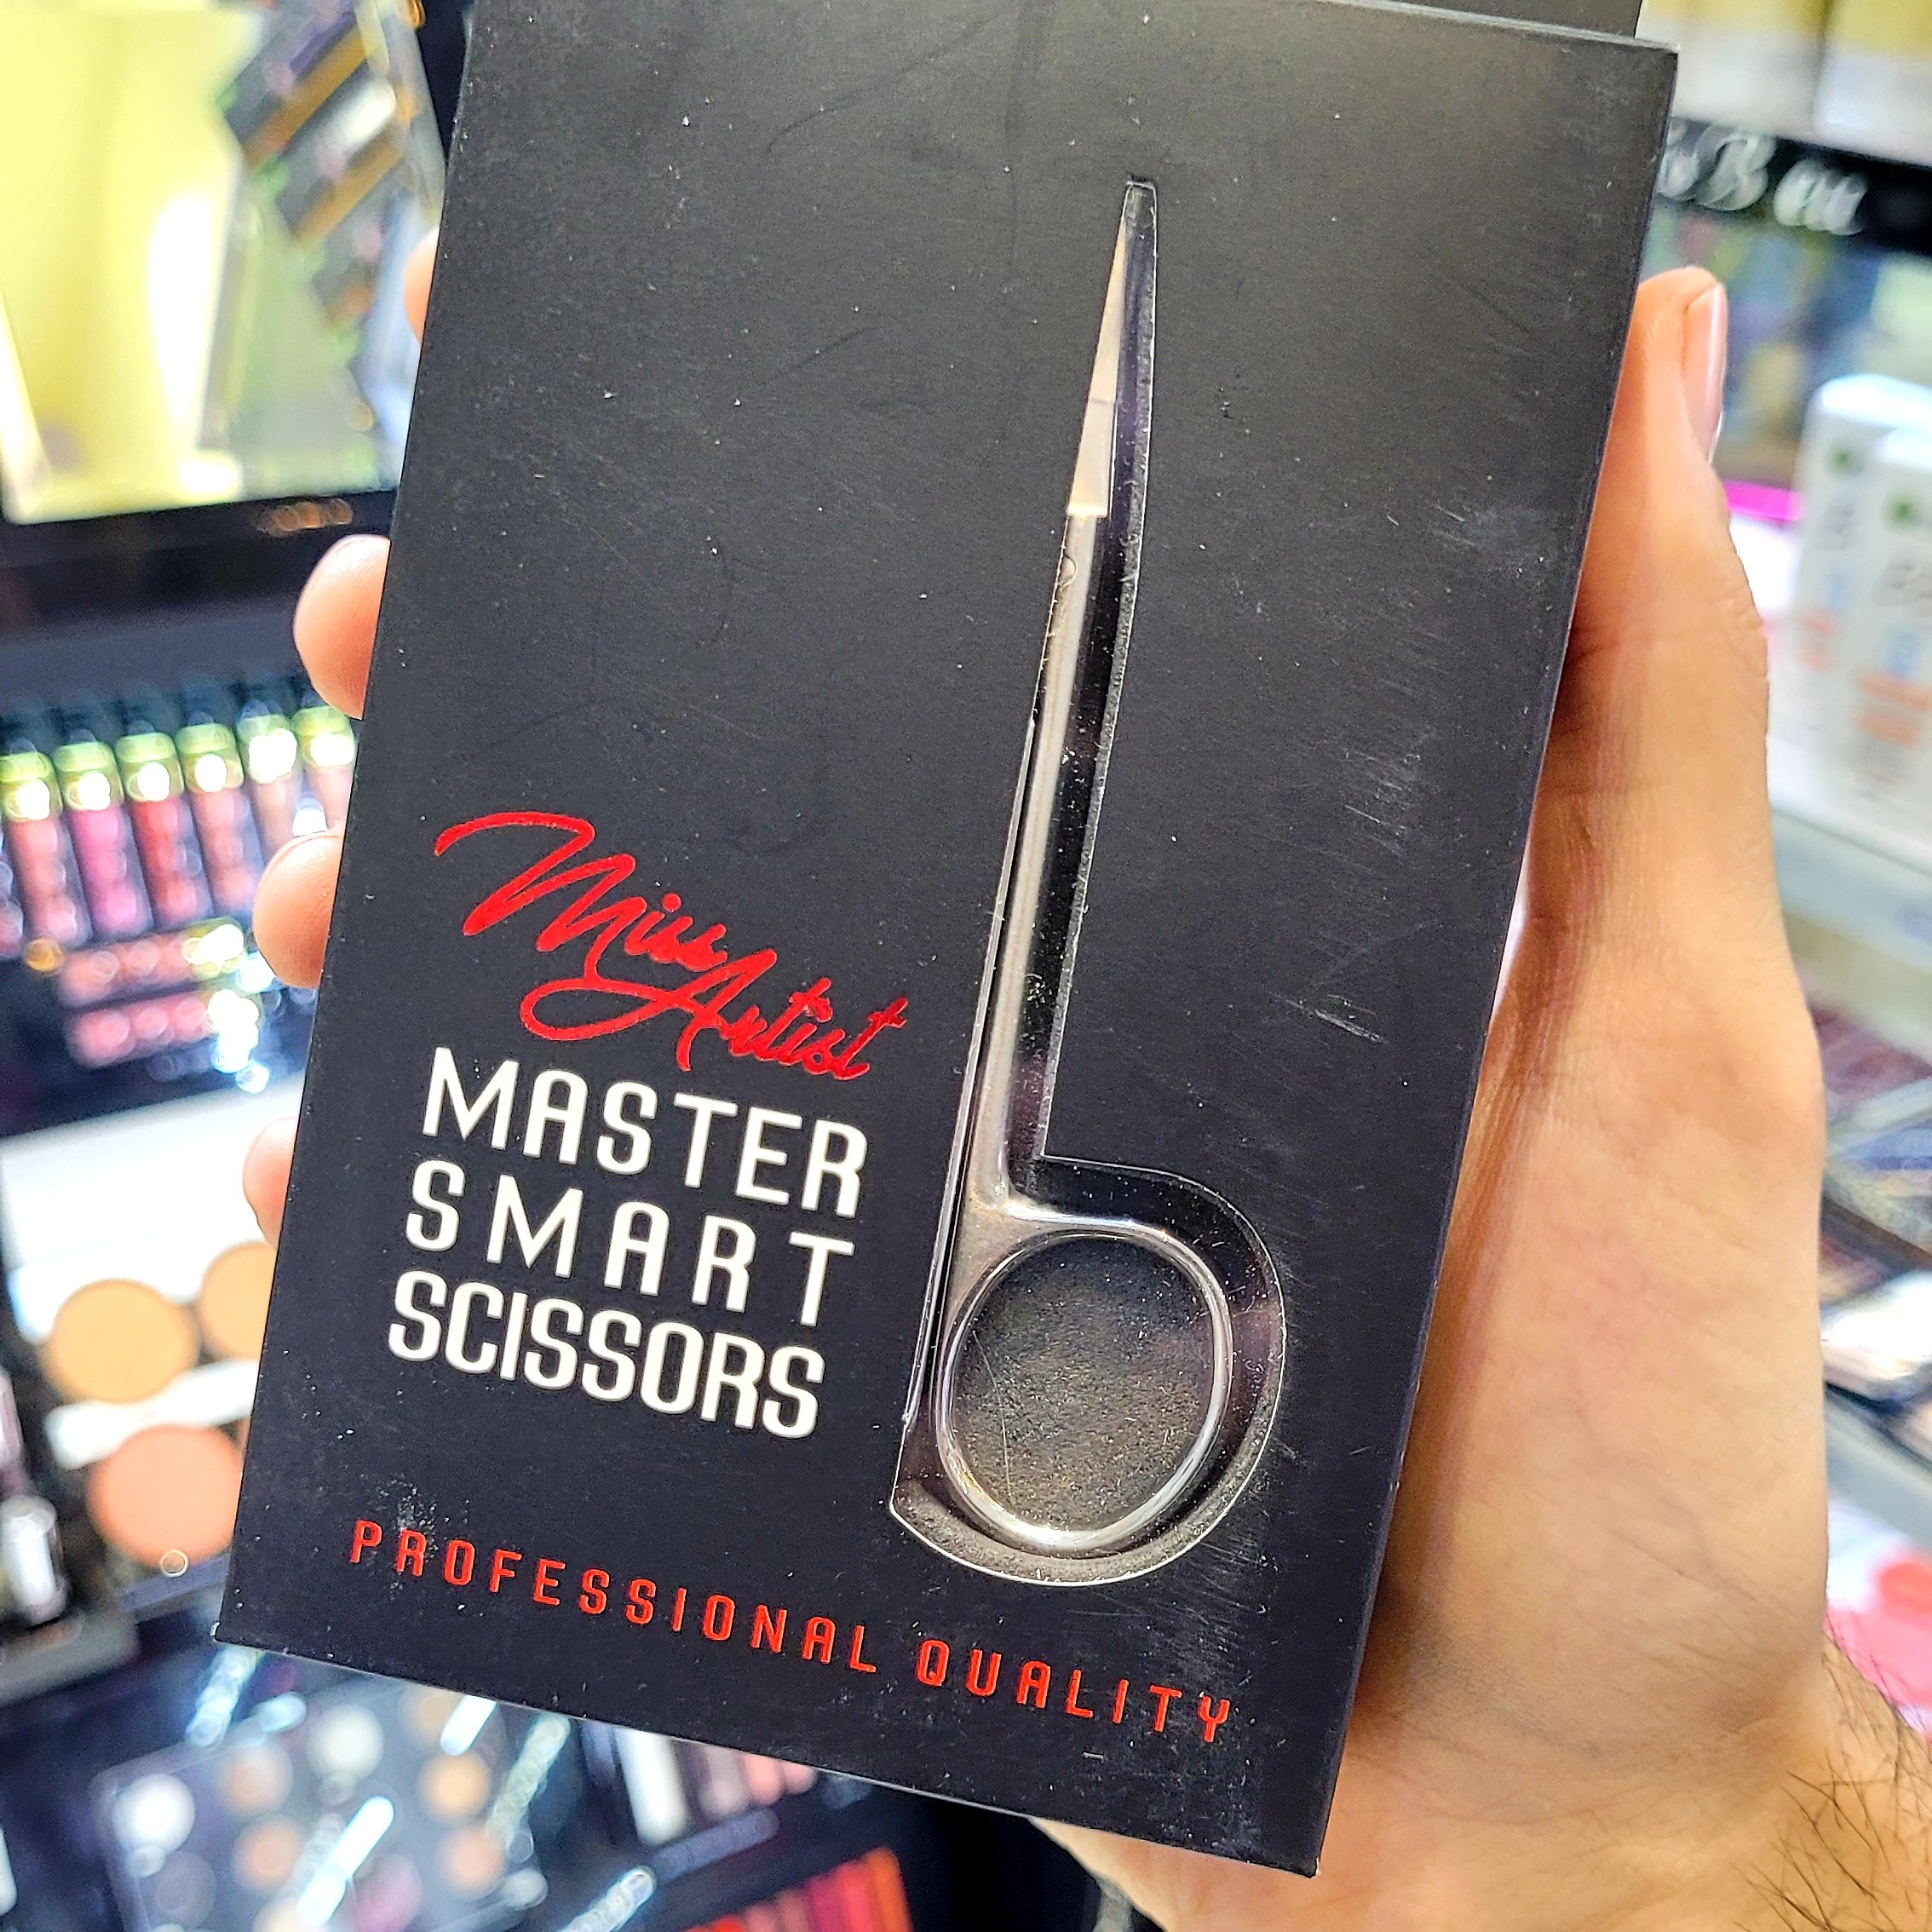 Miss
Artist
MASTER
SMART
SCISSORS
PROFESSIONAL QUALITY